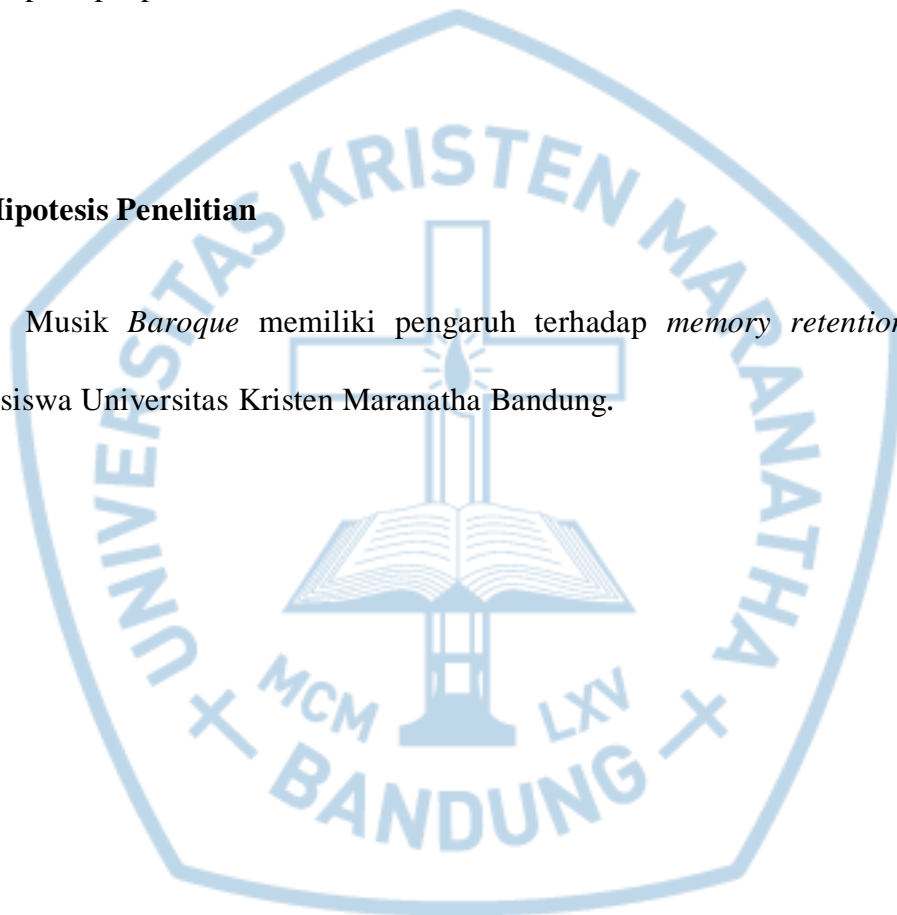 Hipotesis Penelitian
Musik Baroque memiliki pengaruh terhadap memory retention
siswa Universitas Kristen Maranatha Bandung.
UNIVERSITAS KRISTEN MARANATHA
MCM LXV
BANDUNG